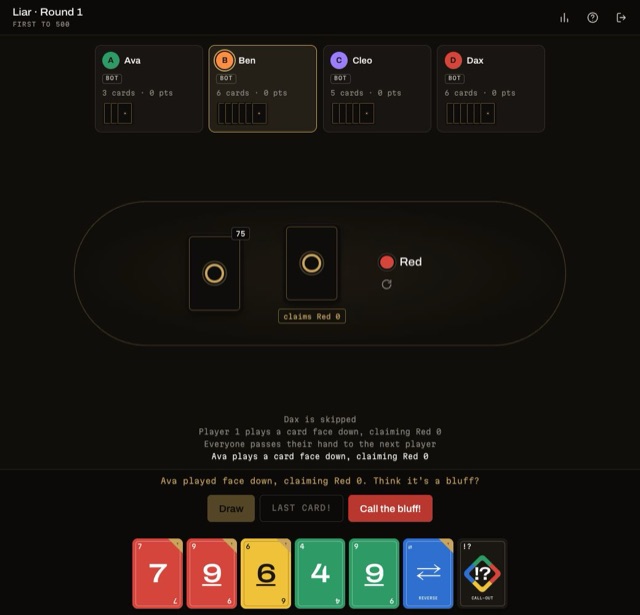 Liar · Round 1
FIRST TO 500
A Ava
BOT
3 cards · 0 pts
B Ben
BOT
6 cards · 0 pts
C Cleo
BOT
5 cards · 0 pts
D Dax
BOT
6 cards · 0 pts
75
Red
claims Red 0
Dax is skipped
Player 1 plays a card face down, claiming Red 0
Everyone passes their hand to the next player
Ava plays a card face down, claiming Red 0
Ava played face down, claiming Red 0. Think it's a bluff?
Draw
LAST CARD!
Call the bluff!
7 7 7
9 9 9
6 6 6
4 4 4
9 9 9
REVERSE
!? !? CALL-OUT